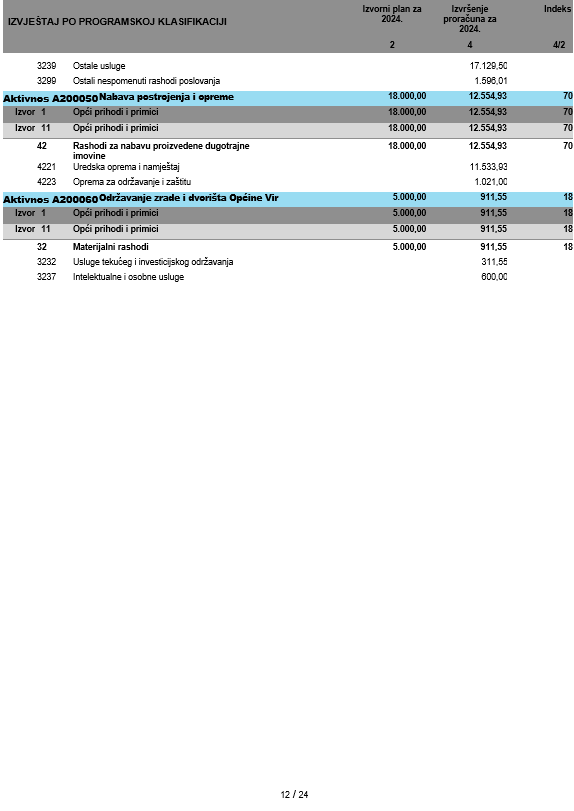 IZVJEŠTAJ PO PROGRAMSKOJ KLASIFIKACIJI
Izvorni plan za 2024.
Izvršenje proračuna za 2024.
Indeks
2 4 4/2
3239 Ostale usluge 17.129,50
3299 Ostali nespomenuti rashodi poslovanja 1.596,01
Aktivnos A200050 Nabava postrojenja i opreme 18.000,00 12.554,93 70
Izvor 1 Opći prihodi i primici 18.000,00 12.554,93 70
Izvor 11 Opći prihodi i primici 18.000,00 12.554,93 70
42 Rashodi za nabavu proizvedene dugotrajne 18.000,00 12.554,93 70
imovine
4221 Uredska oprema i namještaj 11.533,93
4223 Oprema za održavanje i zaštitu 1.021,00
Aktivnos A200060 Održavanje zrade i dvorišta Općine Vir 5.000,00 911,55 18
Izvor 1 Opći prihodi i primici 5.000,00 911,55 18
Izvor 11 Opći prihodi i primici 5.000,00 911,55 18
32 Materijalni rashodi 5.000,00 911,55 18
3232 Usluge tekućeg i investicijskog održavanja 311,55
3237 Intelektualne i osobne usluge 600,00
12 / 24